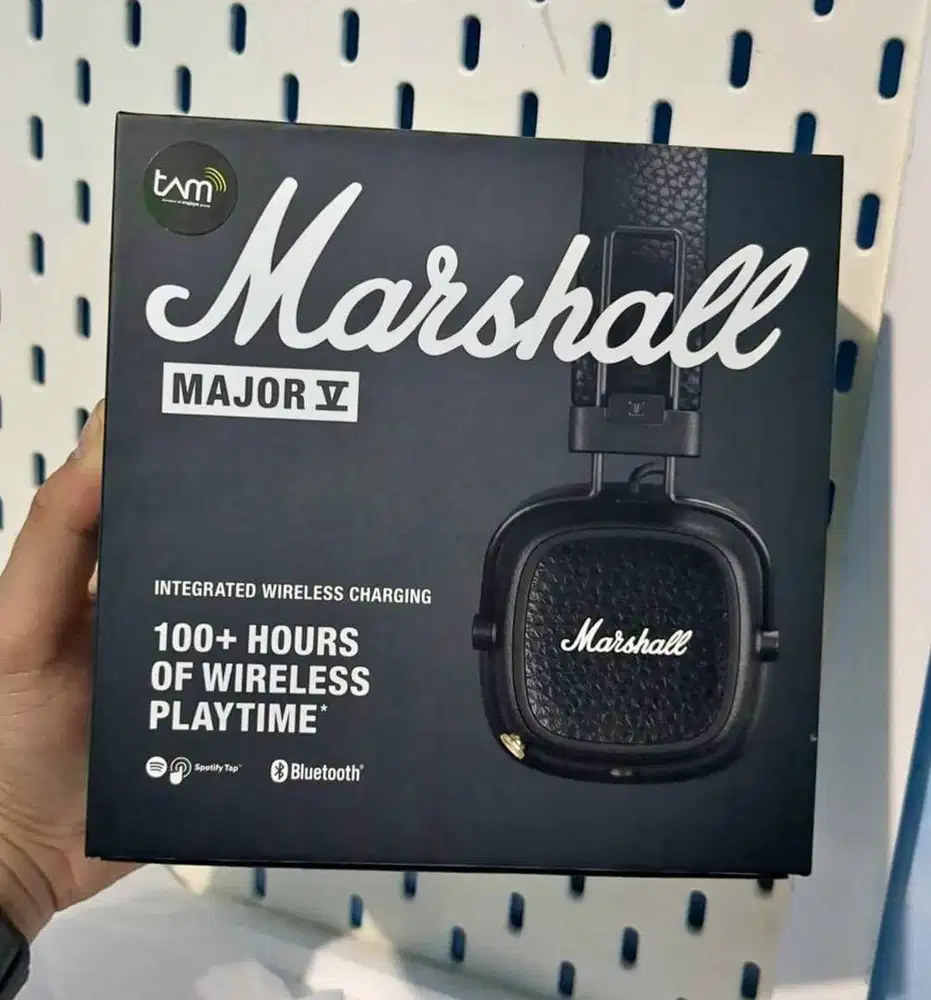 tam
Marshall
MAJOR V
INTEGRATED WIRELESS CHARGING
100+ HOURS
OF WIRELESS
PLAYTIME*
Marshall
Spotify Tap™
Bluetooth®